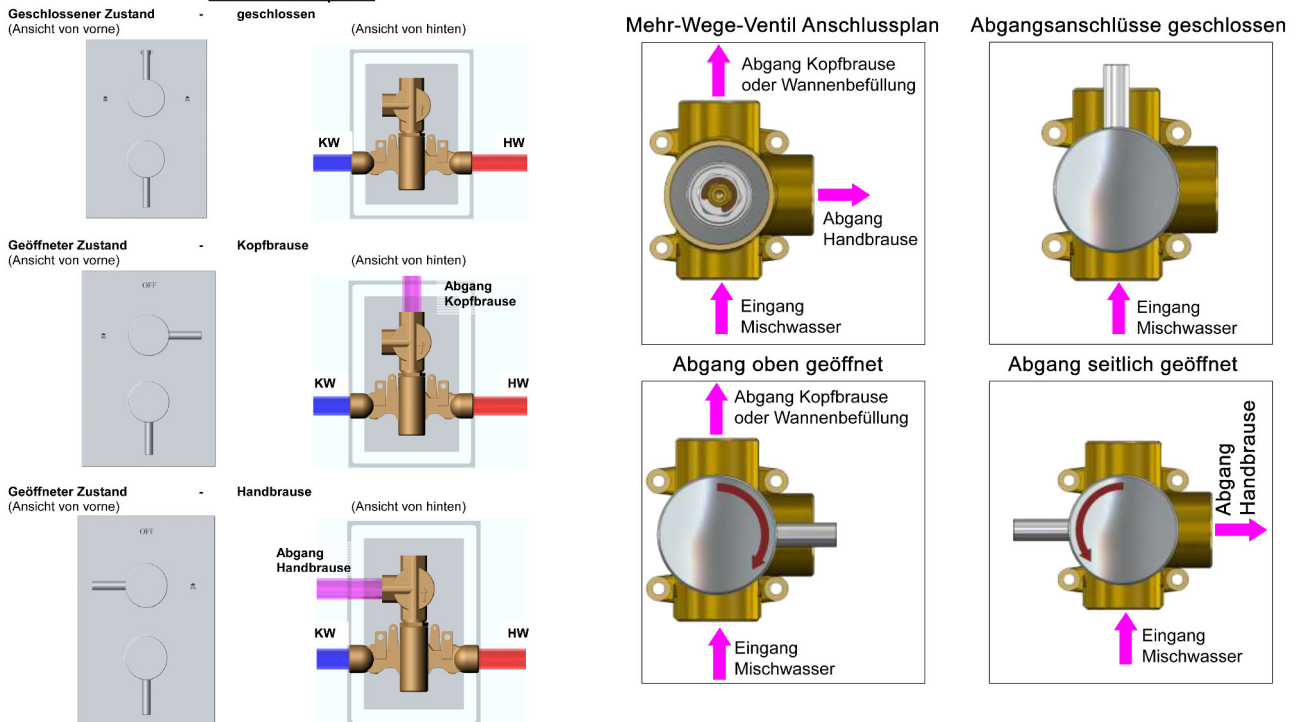 Geschlossener Zustand - geschlossen
(Ansicht von vorne) (Ansicht von hinten)
OFF
KW HW
Geöffneter Zustand - Kopfbrause
(Ansicht von vorne) (Ansicht von hinten)
OFF
Abgang
Kopfbrause
KW HW
Geöffneter Zustand - Handbrause
(Ansicht von vorne) (Ansicht von hinten)
OFF
Abgang
Handbrause
KW HW
Mehr-Wege-Ventil Anschlussplan
Abgang Kopfbrause
oder Wannenbefüllung
Abgang
Handbrause
Eingang
Mischwasser
Abgangsanschlüsse geschlossen
Eingang
Mischwasser
Abgang oben geöffnet
Abgang Kopfbrause
oder Wannenbefüllung
Eingang
Mischwasser
Abgang seitlich geöffnet
Abgang
Handbrause
Eingang
Mischwasser